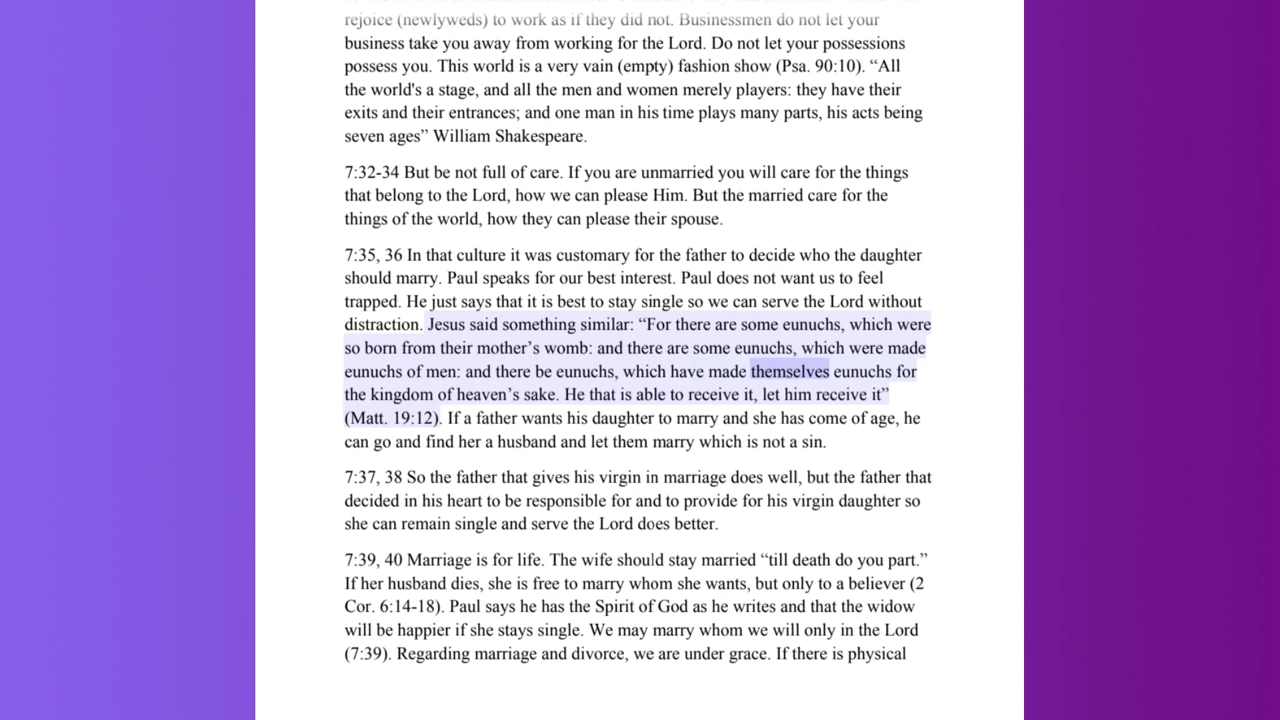 rejoice (newlyweds) to work as if they did not. Businessmen do not let your
business take you away from working for the Lord. Do not let your possessions
possess you. This world is a very vain (empty) fashion show (Psa. 90:10). “All
the world's a stage, and all the men and women merely players: they have their
exits and their entrances; and one man in his time plays many parts, his acts being
seven ages” William Shakespeare.
7:32-34 But be not full of care. If you are unmarried you will care for the things
that belong to the Lord, how we can please Him. But the married care for the
things of the world, how they can please their spouse.
7:35, 36 In that culture it was customary for the father to decide who the daughter
should marry. Paul speaks for our best interest. Paul does not want us to feel
trapped. He just says that it is best to stay single so we can serve the Lord without
distraction. Jesus said something similar: “For there are some eunuchs, which were
so born from their mother’s womb: and there are some eunuchs, which were made
eunuchs of men: and there be eunuchs, which have made themselves eunuchs for
the kingdom of heaven’s sake. He that is able to receive it, let him receive it”
(Matt. 19:12). If a father wants his daughter to marry and she has come of age, he
can go and find her a husband and let them marry which is not a sin.
7:37, 38 So the father that gives his virgin in marriage does well, but the father that
decided in his heart to be responsible for and to provide for his virgin daughter so
she can remain single and serve the Lord does better.
7:39, 40 Marriage is for life. The wife should stay married “till death do you part.”
If her husband dies, she is free to marry whom she wants, but only to a believer (2
Cor. 6:14-18). Paul says he has the Spirit of God as he writes and that the widow
will be happier if she stays single. We may marry whom we will only in the Lord
(7:39). Regarding marriage and divorce, we are under grace. If there is physical